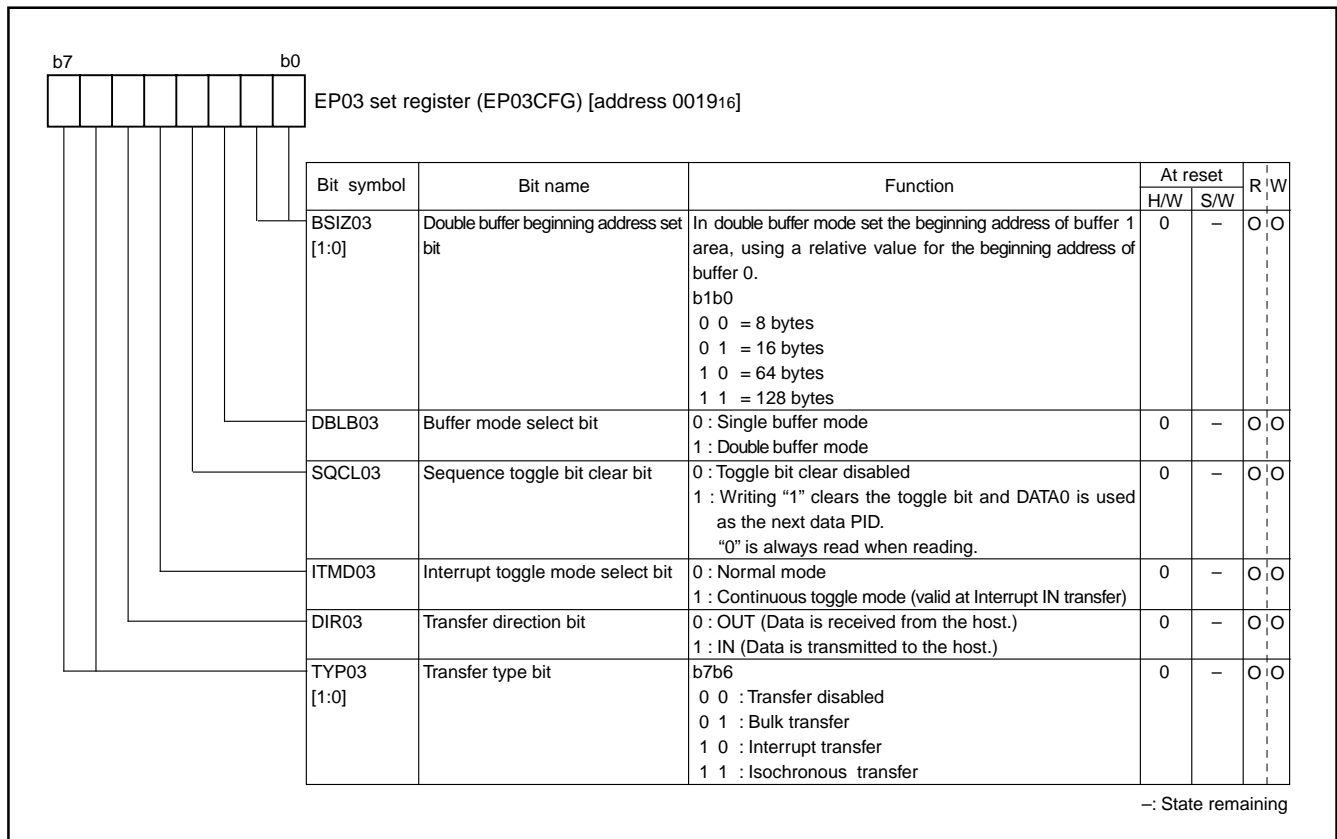 b7 b0
EP03 set register (EP03CFG) [address 001916]
Bit symbol Bit name Function At reset R W
H/W S/W
BSIZ03 Double buffer beginning address set In double buffer mode set the beginning address of buffer 1 0 – O O
[1:0] bit area, using a relative value for the beginning address of
buffer 0.
b1b0
0 0 = 8 bytes
0 1 = 16 bytes
1 0 = 64 bytes
1 1 = 128 bytes
DBLB03 Buffer mode select bit 0 : Single buffer mode 0 – O O
1 : Double buffer mode
SQCL03 Sequence toggle bit clear bit 0 : Toggle bit clear disabled 0 – O O
1 : Writing “1” clears the toggle bit and DATA0 is used
as the next data PID.
“0” is always read when reading.
ITMD03 Interrupt toggle mode select bit 0 : Normal mode 0 – O O
1 : Continuous toggle mode (valid at Interrupt IN transfer)
DIR03 Transfer direction bit 0 : OUT (Data is received from the host.) 0 – O O
1 : IN (Data is transmitted to the host.)
TYP03 Transfer type bit b7b6 0 – O O
[1:0] 0 0 : Transfer disabled
0 1 : Bulk transfer
1 0 : Interrupt transfer
1 1 : Isochronous transfer
–: State remaining